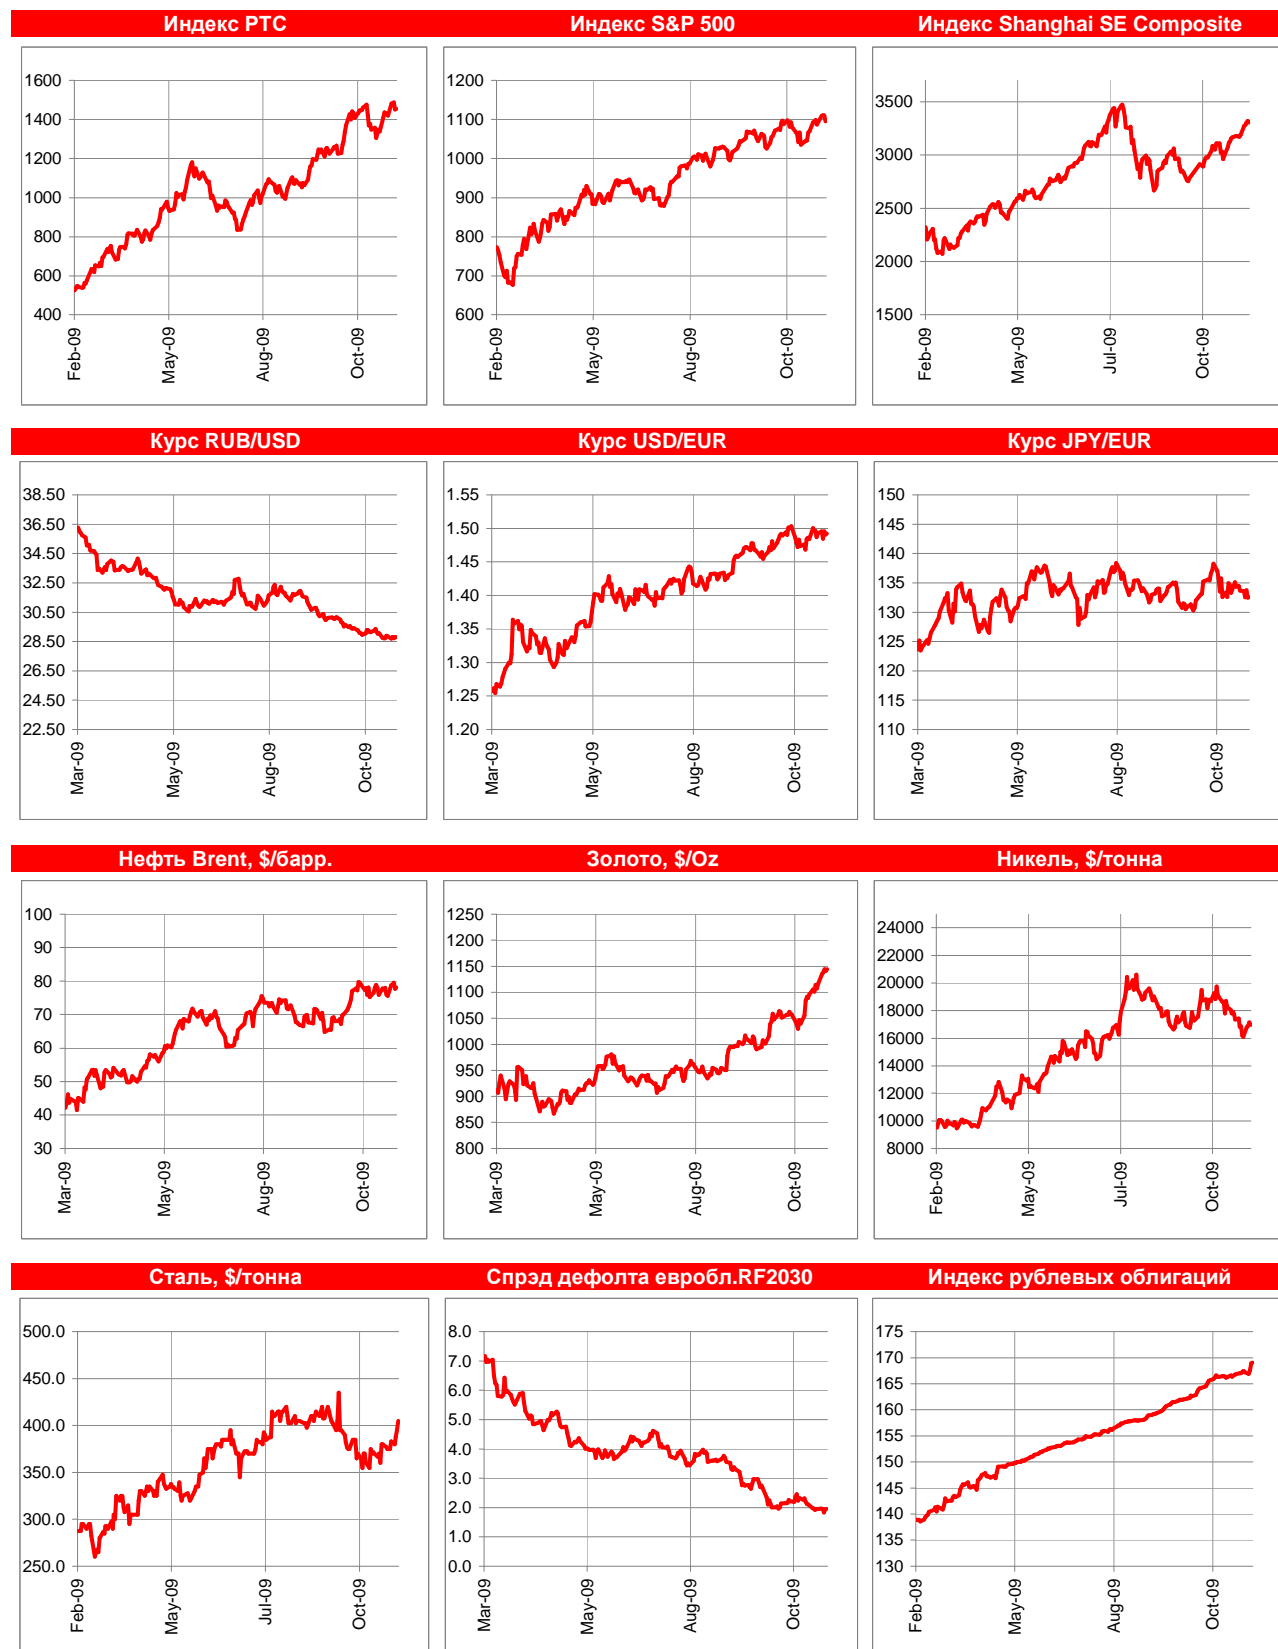 Индекс РТС
1600
1400
1200
1000
800
600
400
Feb-09
May-09
Aug-09
Oct-09
Индекс S&P 500
1200
1100
1000
900
800
700
600
Feb-09
May-09
Aug-09
Oct-09
Индекс Shanghai SE Composite
3500
3000
2500
2000
1500
Feb-09
May-09
Jul-09
Oct-09
Курс RUB/USD
38.50
36.50
34.50
32.50
30.50
28.50
26.50
24.50
22.50
Mar-09
May-09
Aug-09
Oct-09
Курс USD/EUR
1.55
1.50
1.45
1.40
1.35
1.30
1.25
1.20
Mar-09
May-09
Aug-09
Oct-09
Курс JPY/EUR
150
145
140
135
130
125
120
115
110
Mar-09
May-09
Aug-09
Oct-09
Нефть Brent, $/барр.
100
90
80
70
60
50
40
30
Mar-09
May-09
Aug-09
Oct-09
Золото, $/Oz
1250
1200
1150
1100
1050
1000
950
900
850
800
Mar-09
May-09
Aug-09
Oct-09
Никель, $/тонна
24000
22000
20000
18000
16000
14000
12000
10000
8000
Feb-09
May-09
Jul-09
Oct-09
Сталь, $/тонна
500.0
450.0
400.0
350.0
300.0
250.0
Feb-09
May-09
Jul-09
Oct-09
Спрэд дефолта евробл.RF2030
8.0
7.0
6.0
5.0
4.0
3.0
2.0
1.0
0.0
Mar-09
May-09
Aug-09
Oct-09
Индекс рублевых облигаций
175
170
165
160
155
150
145
140
135
130
Feb-09
May-09
Aug-09
Oct-09